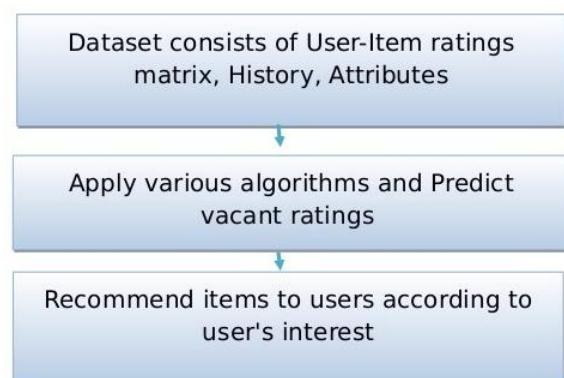 Dataset consists of User-Item ratings
matrix, History, Attributes
Apply various algorithms and Predict
vacant ratings
Recommend items to users according to
user's interest